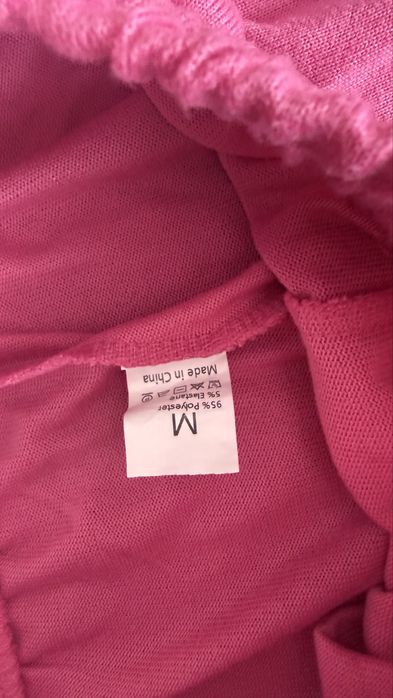 M
95% Polyester
5% Elastane
Made in China